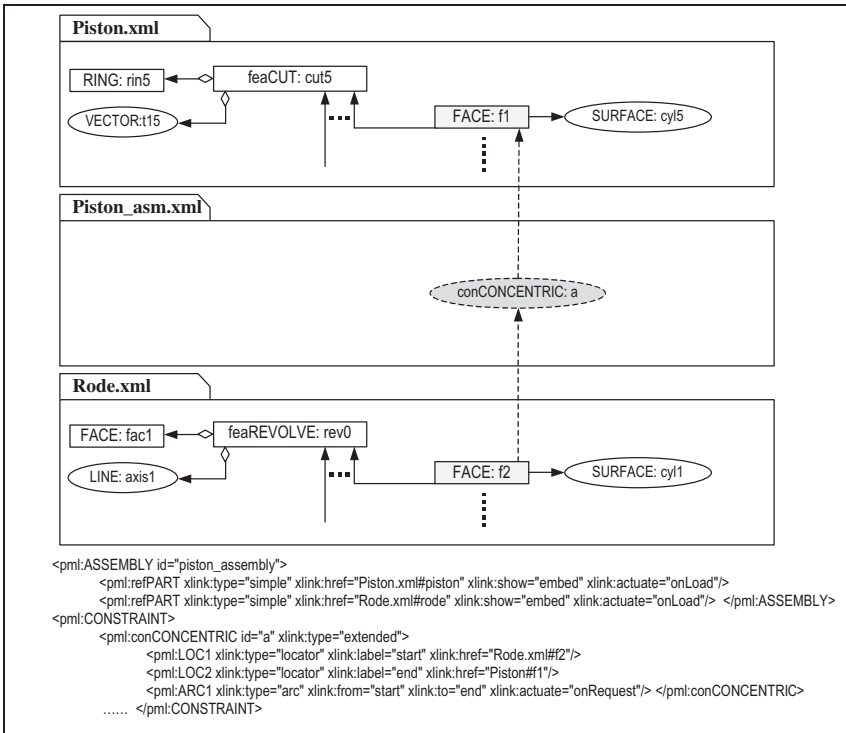 Piston.xml
RING: rin5
feaCUT: cut5
VECTOR:t15
FACE: f1
SURFACE: cyl5
Piston_asm.xml
conCONCENTRIC: a
Rode.xml
FACE: fac1
feaREVOLVE: rev0
LINE: axis1
FACE: f2
SURFACE: cyl1
<pml:ASSEMBLY id="piston_assembly">
<pml:refPART xlink:type="simple" xlink:href="Piston.xml#piston" xlink:show="embed" xlink:actuate="onLoad"/>
<pml:refPART xlink:type="simple" xlink:href="Rode.xml#rode" xlink:show="embed" xlink:actuate="onLoad"/> </pml:ASSEMBLY>
<pml:CONSTRAINT>
<pml:conCONCENTRIC id="a" xlink:type="extended">
<pml:LOC1 xlink:type="locator" xlink:label="start" xlink:href="Rode.xml#f2"/>
<pml:LOC2 xlink:type="locator" xlink:label="end" xlink:href="Piston#f1"/>
<pml:ARC1 xlink:type="arc" xlink:from="start" xlink:to="end" xlink:actuate="onRequest"/> </pml:conCONCENTRIC>
...... </pml:CONSTRAINT>